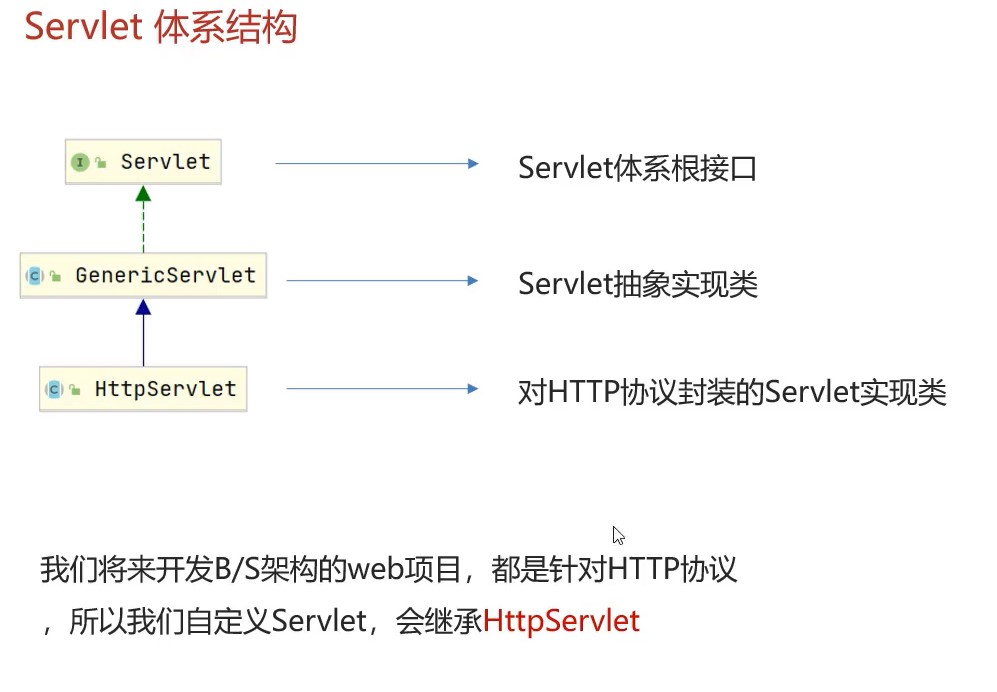 Servlet 体系结构
Servlet
Servlet体系根接口
GenericServlet
Servlet抽象实现类
HttpServlet
对HTTP协议封装的Servlet实现类
我们将来开发B/S架构的web项目，都是针对HTTP协议
，所以我们自定义Servlet，会继承HttpServlet